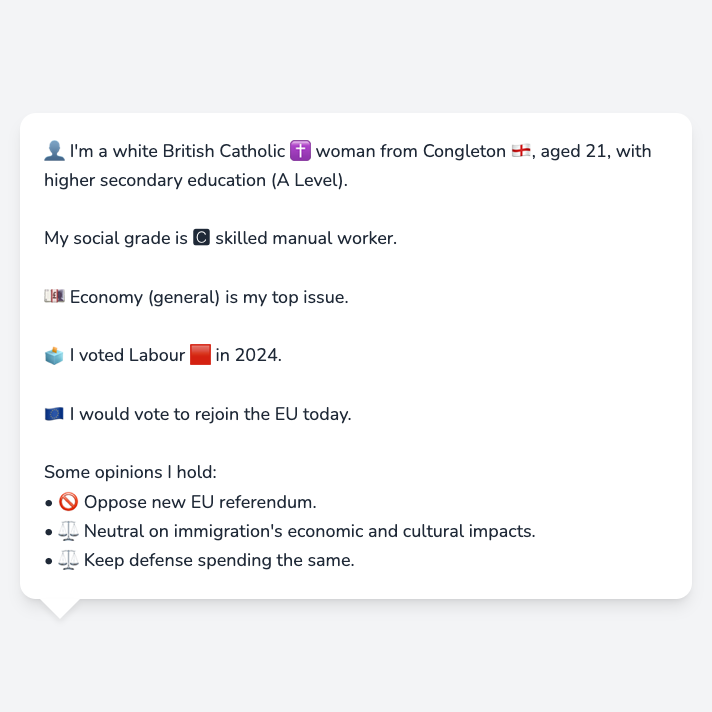 👤 I'm a white British Catholic ✝️ woman from Congleton 🏴󠁧󠁢󠁥󠁮󠁧󠁿, aged 21, with
higher secondary education (A Level).
My social grade is 🅲 skilled manual worker.
💷 Economy (general) is my top issue.
🗳️ I voted Labour 🟥 in 2024.
🇪🇺 I would vote to rejoin the EU today.
Some opinions I hold:
• 🚫 Oppose new EU referendum.
• ⚖️ Neutral on immigration's economic and cultural impacts.
• ⚖️ Keep defense spending the same.